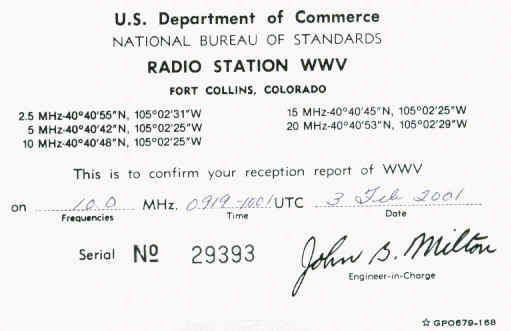 U.S. Department of Commerce
NATIONAL BUREAU OF STANDARDS
RADIO STATION WWV
FORT COLLINS, COLORADO
2.5 MHz-40°40'55"N, 105°02'31"W
5 MHz-40°40'42"N, 105°02'25"W
10 MHz-40°40'48"N, 105°02'25"W
15 MHz-40°40'45"N, 105°02'25"W
20 MHz-40°40'53"N, 105°02'29"W
This is to confirm your reception report of WWV
on 10.0 MHz. 0919-1001 UTC 3 Feb 2001
Frequencies Time Date
Serial Nº 29393
John B. Milton
Engineer-in-Charge
☆ GPO679-168